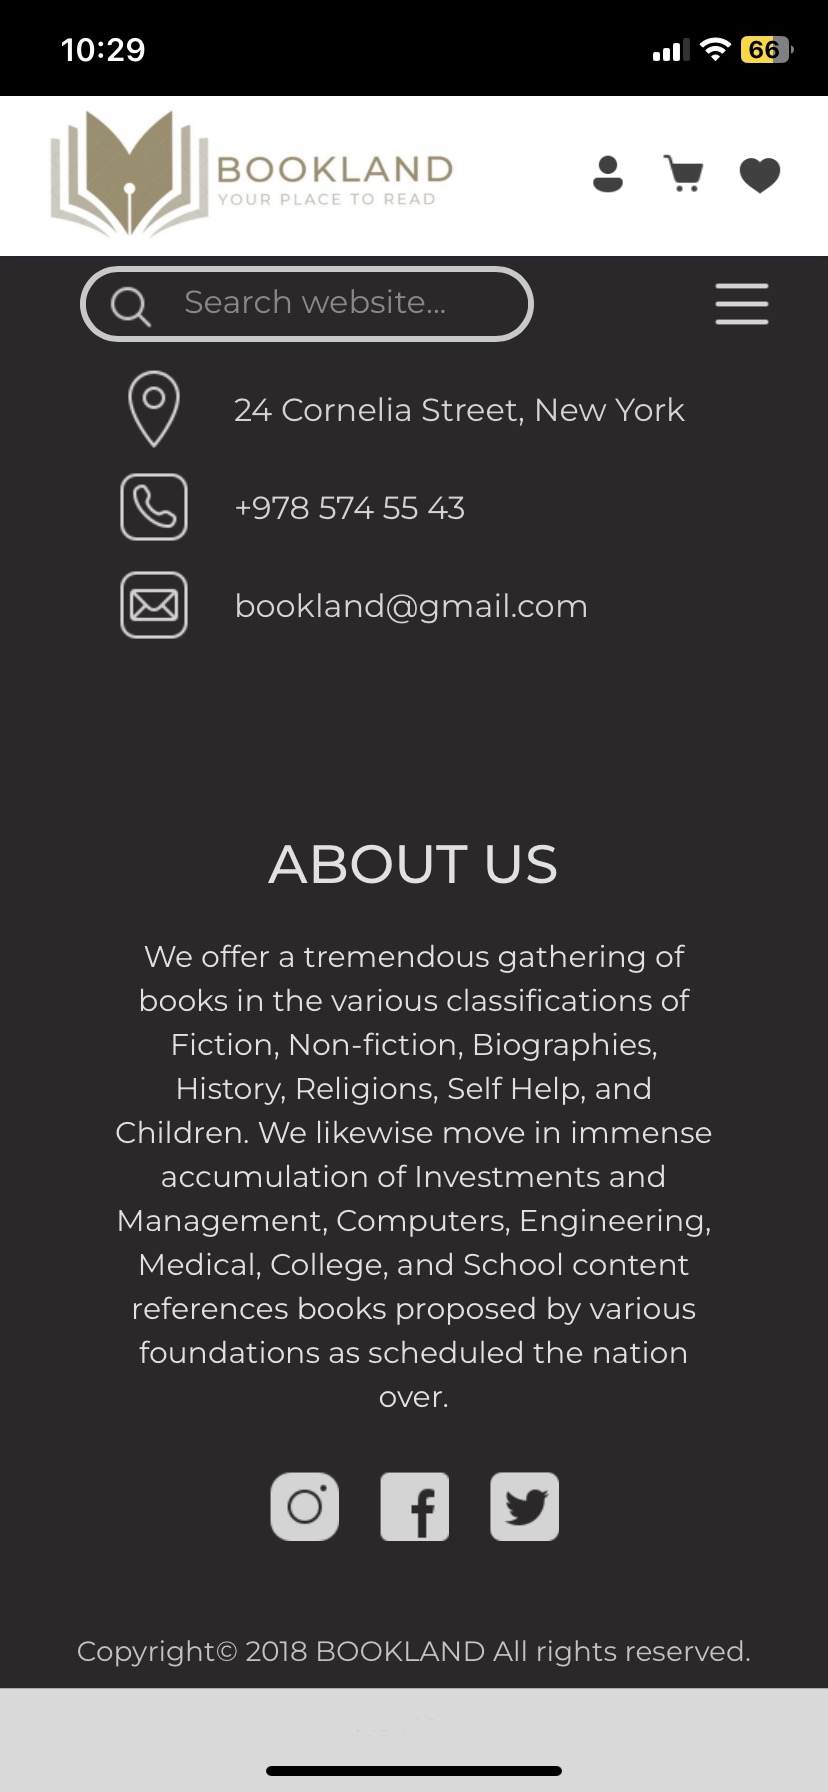 10:29
66
BOOKLAND
YOUR PLACE TO READ
Search website...
24 Cornelia Street, New York
+978 574 55 43
bookland@gmail.com
ABOUT US
We offer a tremendous gathering of
books in the various classifications of
Fiction, Non-fiction, Biographies,
History, Religions, Self Help, and
Children. We likewise move in immense
accumulation of Investments and
Management, Computers, Engineering,
Medical, College, and School content
references books proposed by various
foundations as scheduled the nation
over.
Copyright© 2018 BOOKLAND All rights reserved.